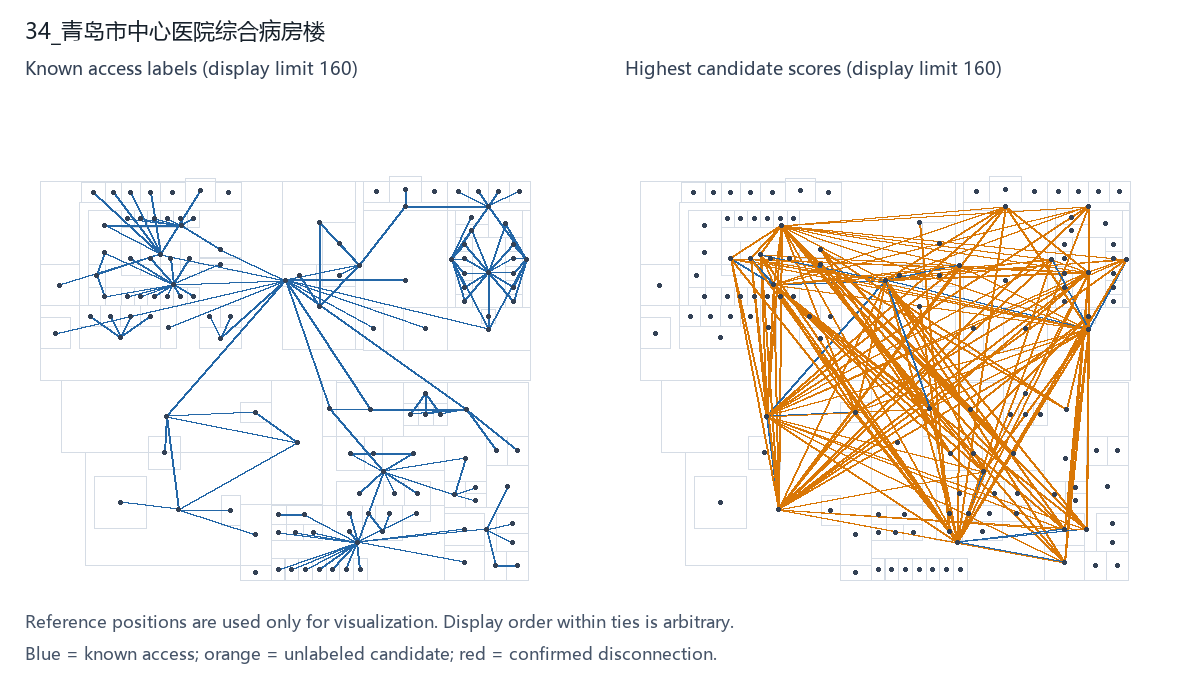 34_青岛市中心医院综合病房楼
Known access labels (display limit 160)
Highest candidate scores (display limit 160)
Reference positions are used only for visualization. Display order within ties is arbitrary.
Blue = known access; orange = unlabeled candidate; red = confirmed disconnection.